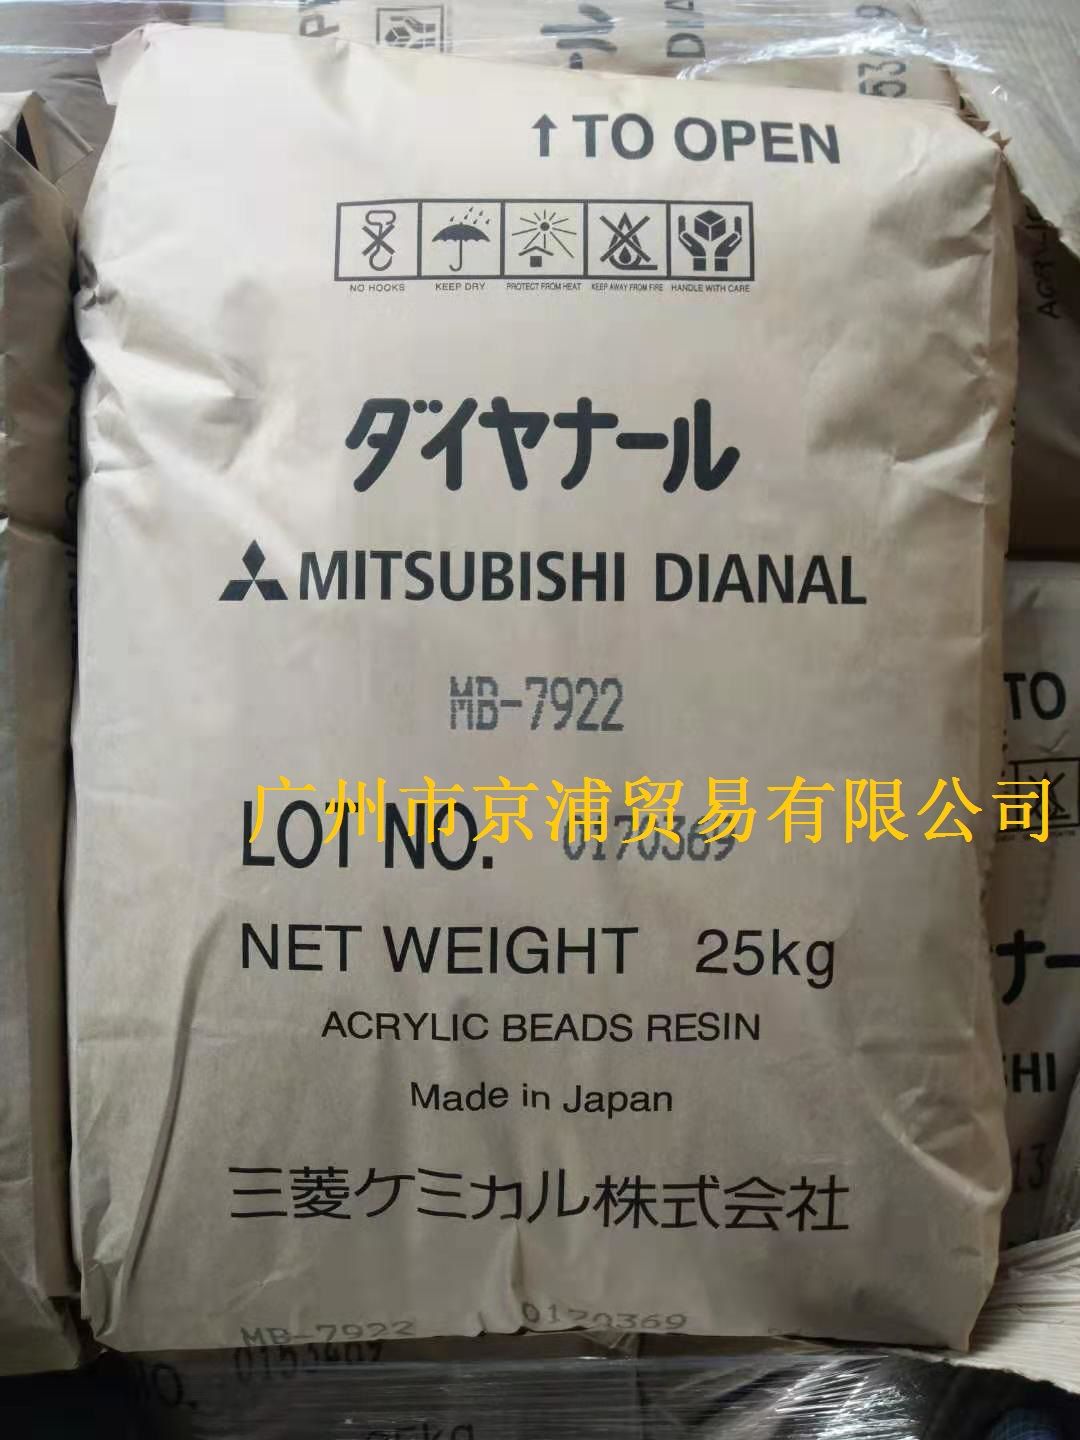 ↑ TO OPEN
NO HOOKS
KEEP DRY
PROTECT FROM HEAT
KEEP AWAY FROM FIRE
HANDLE WITH CARE
ダイヤナール
MITSUBISHI DIANAL
MB-7922
广州市京浦贸易有限公司
LOT NO. 0170369
NET WEIGHT 25kg
ACRYLIC BEADS RESIN
Made in Japan
三菱ケミカル株式会社
MB-7922 0170369
0153469
NO.
TO
ナー
SHI